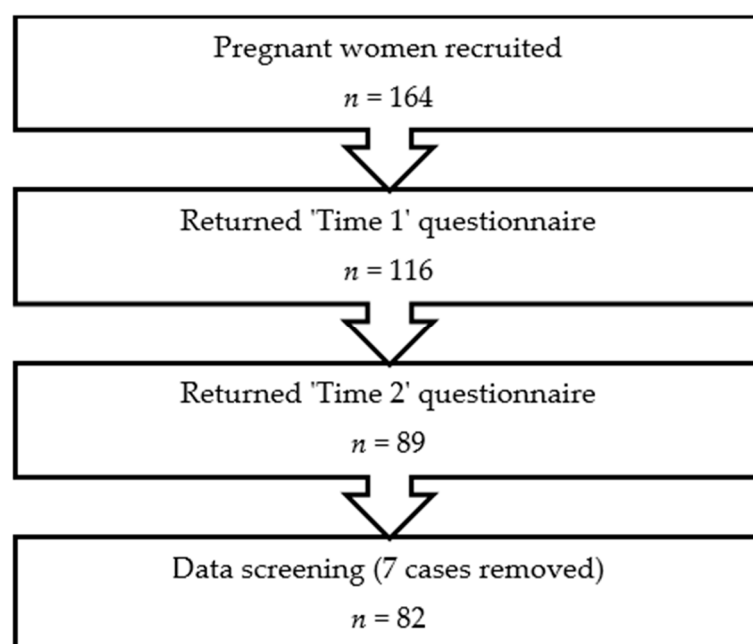 Pregnant women recruited
n = 164
Returned 'Time 1' questionnaire
n = 116
Returned 'Time 2' questionnaire
n = 89
Data screening (7 cases removed)
n = 82